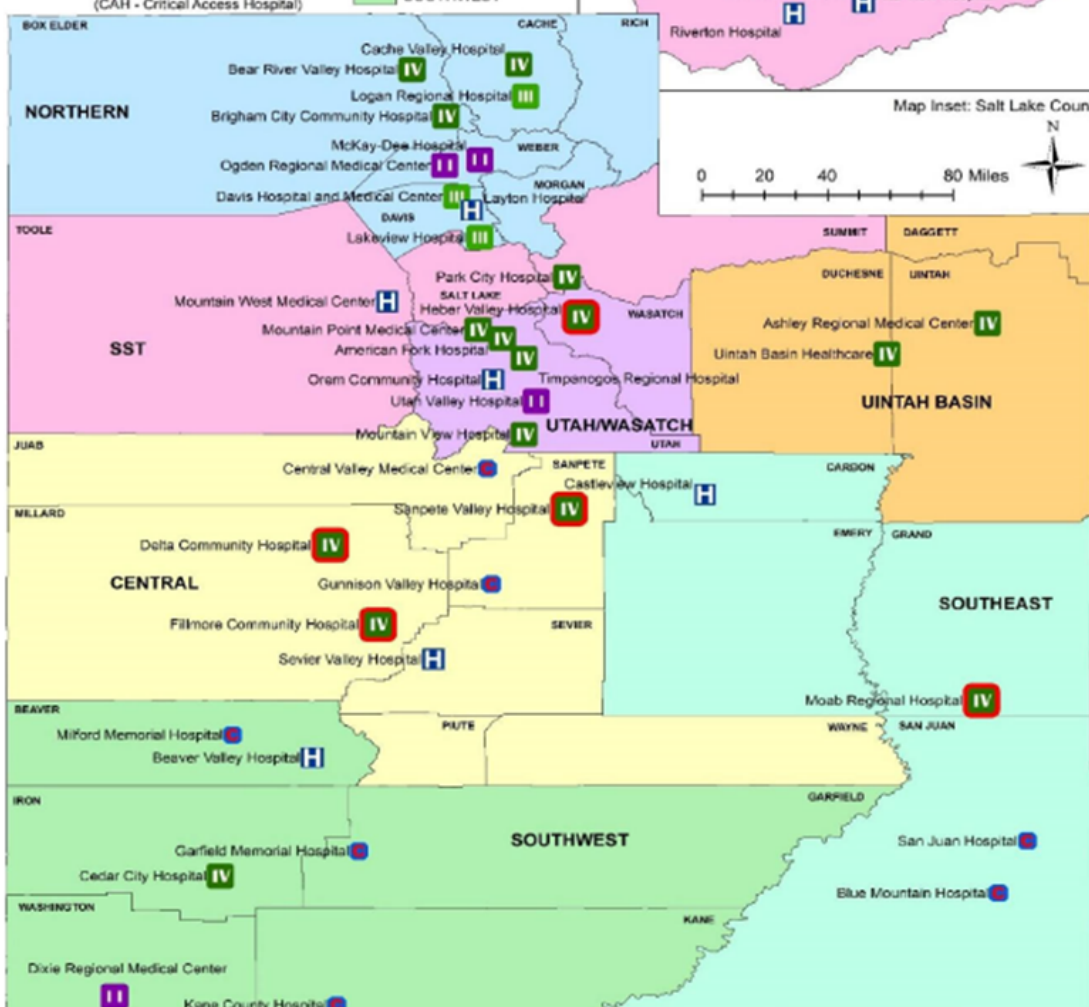 (CAH - Critical Access Hospital)
Riverton Hospital
H
H
BOX ELDER
CACHE
RICH
Cache Valley Hospital
IV
Bear River Valley Hospital
IV
Logan Regional Hospital
III
Map Inset: Salt Lake Coun
NORTHERN
Brigham City Community Hospital
IV
N
McKay-Dee Hospital
II
WEBER
Ogden Regional Medical Center
II
0 20 40 80 Miles
MORGAN
Davis Hospital and Medical Center
III
Layton Hospital
H
DAVIS
TOOLE
Lakeview Hospital
III
SUMMIT
DAGGETT
Park City Hospital
IV
DUCHESNE
UINTAH
SALT LAKE
Mountain West Medical Center
H
Heber Valley Hospital
IV
WASATCH
Mountain Point Medical Center
IV
IV
Ashley Regional Medical Center
IV
SST
American Fork Hospital
IV
Uintah Basin Healthcare
IV
Orem Community Hospital
H
Timpanogos Regional Hospital
Utah Valley Hospital
II
UINTAH BASIN
UTAH/WASATCH
Mountain View Hospital
IV
UTAH
JUAB
Central Valley Medical Center
C
SANPETE
CARBON
Castleview Hospital
H
Sanpete Valley Hospital
IV
MILLARD
EMERY
GRAND
Delta Community Hospital
IV
CENTRAL
Gunnison Valley Hospital
C
SOUTHEAST
Fillmore Community Hospital
IV
SEVIER
Sevier Valley Hospital
H
Moab Regional Hospital
IV
BEAVER
PIUTE
WAYNE
SAN JUAN
Milford Memorial Hospital
C
Beaver Valley Hospital
H
IRON
GARFIELD
SOUTHWEST
San Juan Hospital
C
Garfield Memorial Hospital
C
Cedar City Hospital
IV
Blue Mountain Hospital
C
WASHINGTON
KANE
Dixie Regional Medical Center
II
Kane County Hospital
C